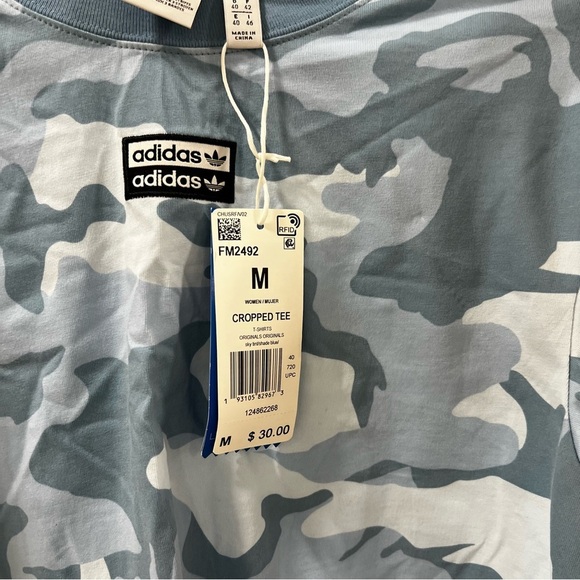 D F
40 42
E I
40 46
MADE IN
CHINA
adidas
adidas
CHUSRFIV02
RFID
FM2492
M
WOMEN / MUJER
CROPPED TEE
T-SHIRTS
ORIGINALS ORIGINALS
sky tint/shade blue/
40
720
UPC
1 93105 82967 3
124862268
M $ 30.00